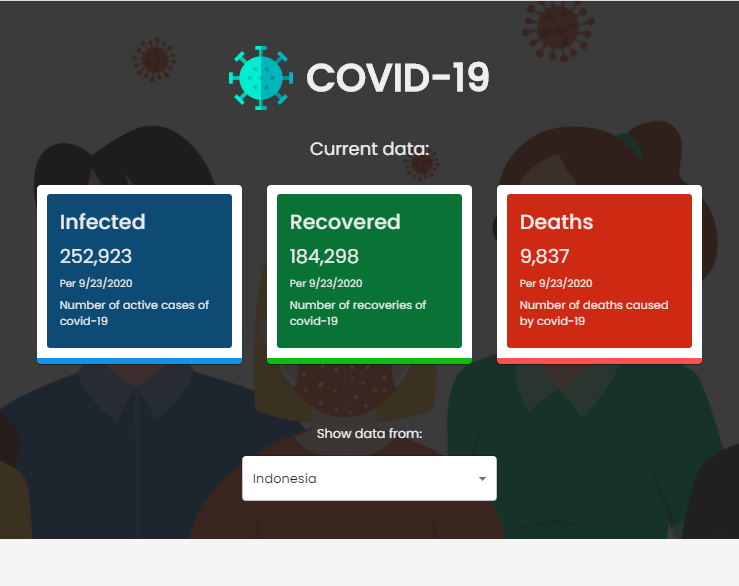 COVID-19
Current data:
Infected
252,923
Per 9/23/2020
Number of active cases of
covid-19
Recovered
184,298
Per 9/23/2020
Number of recoveries of
covid-19
Deaths
9,837
Per 9/23/2020
Number of deaths caused
by covid-19
Show data from:
Indonesia